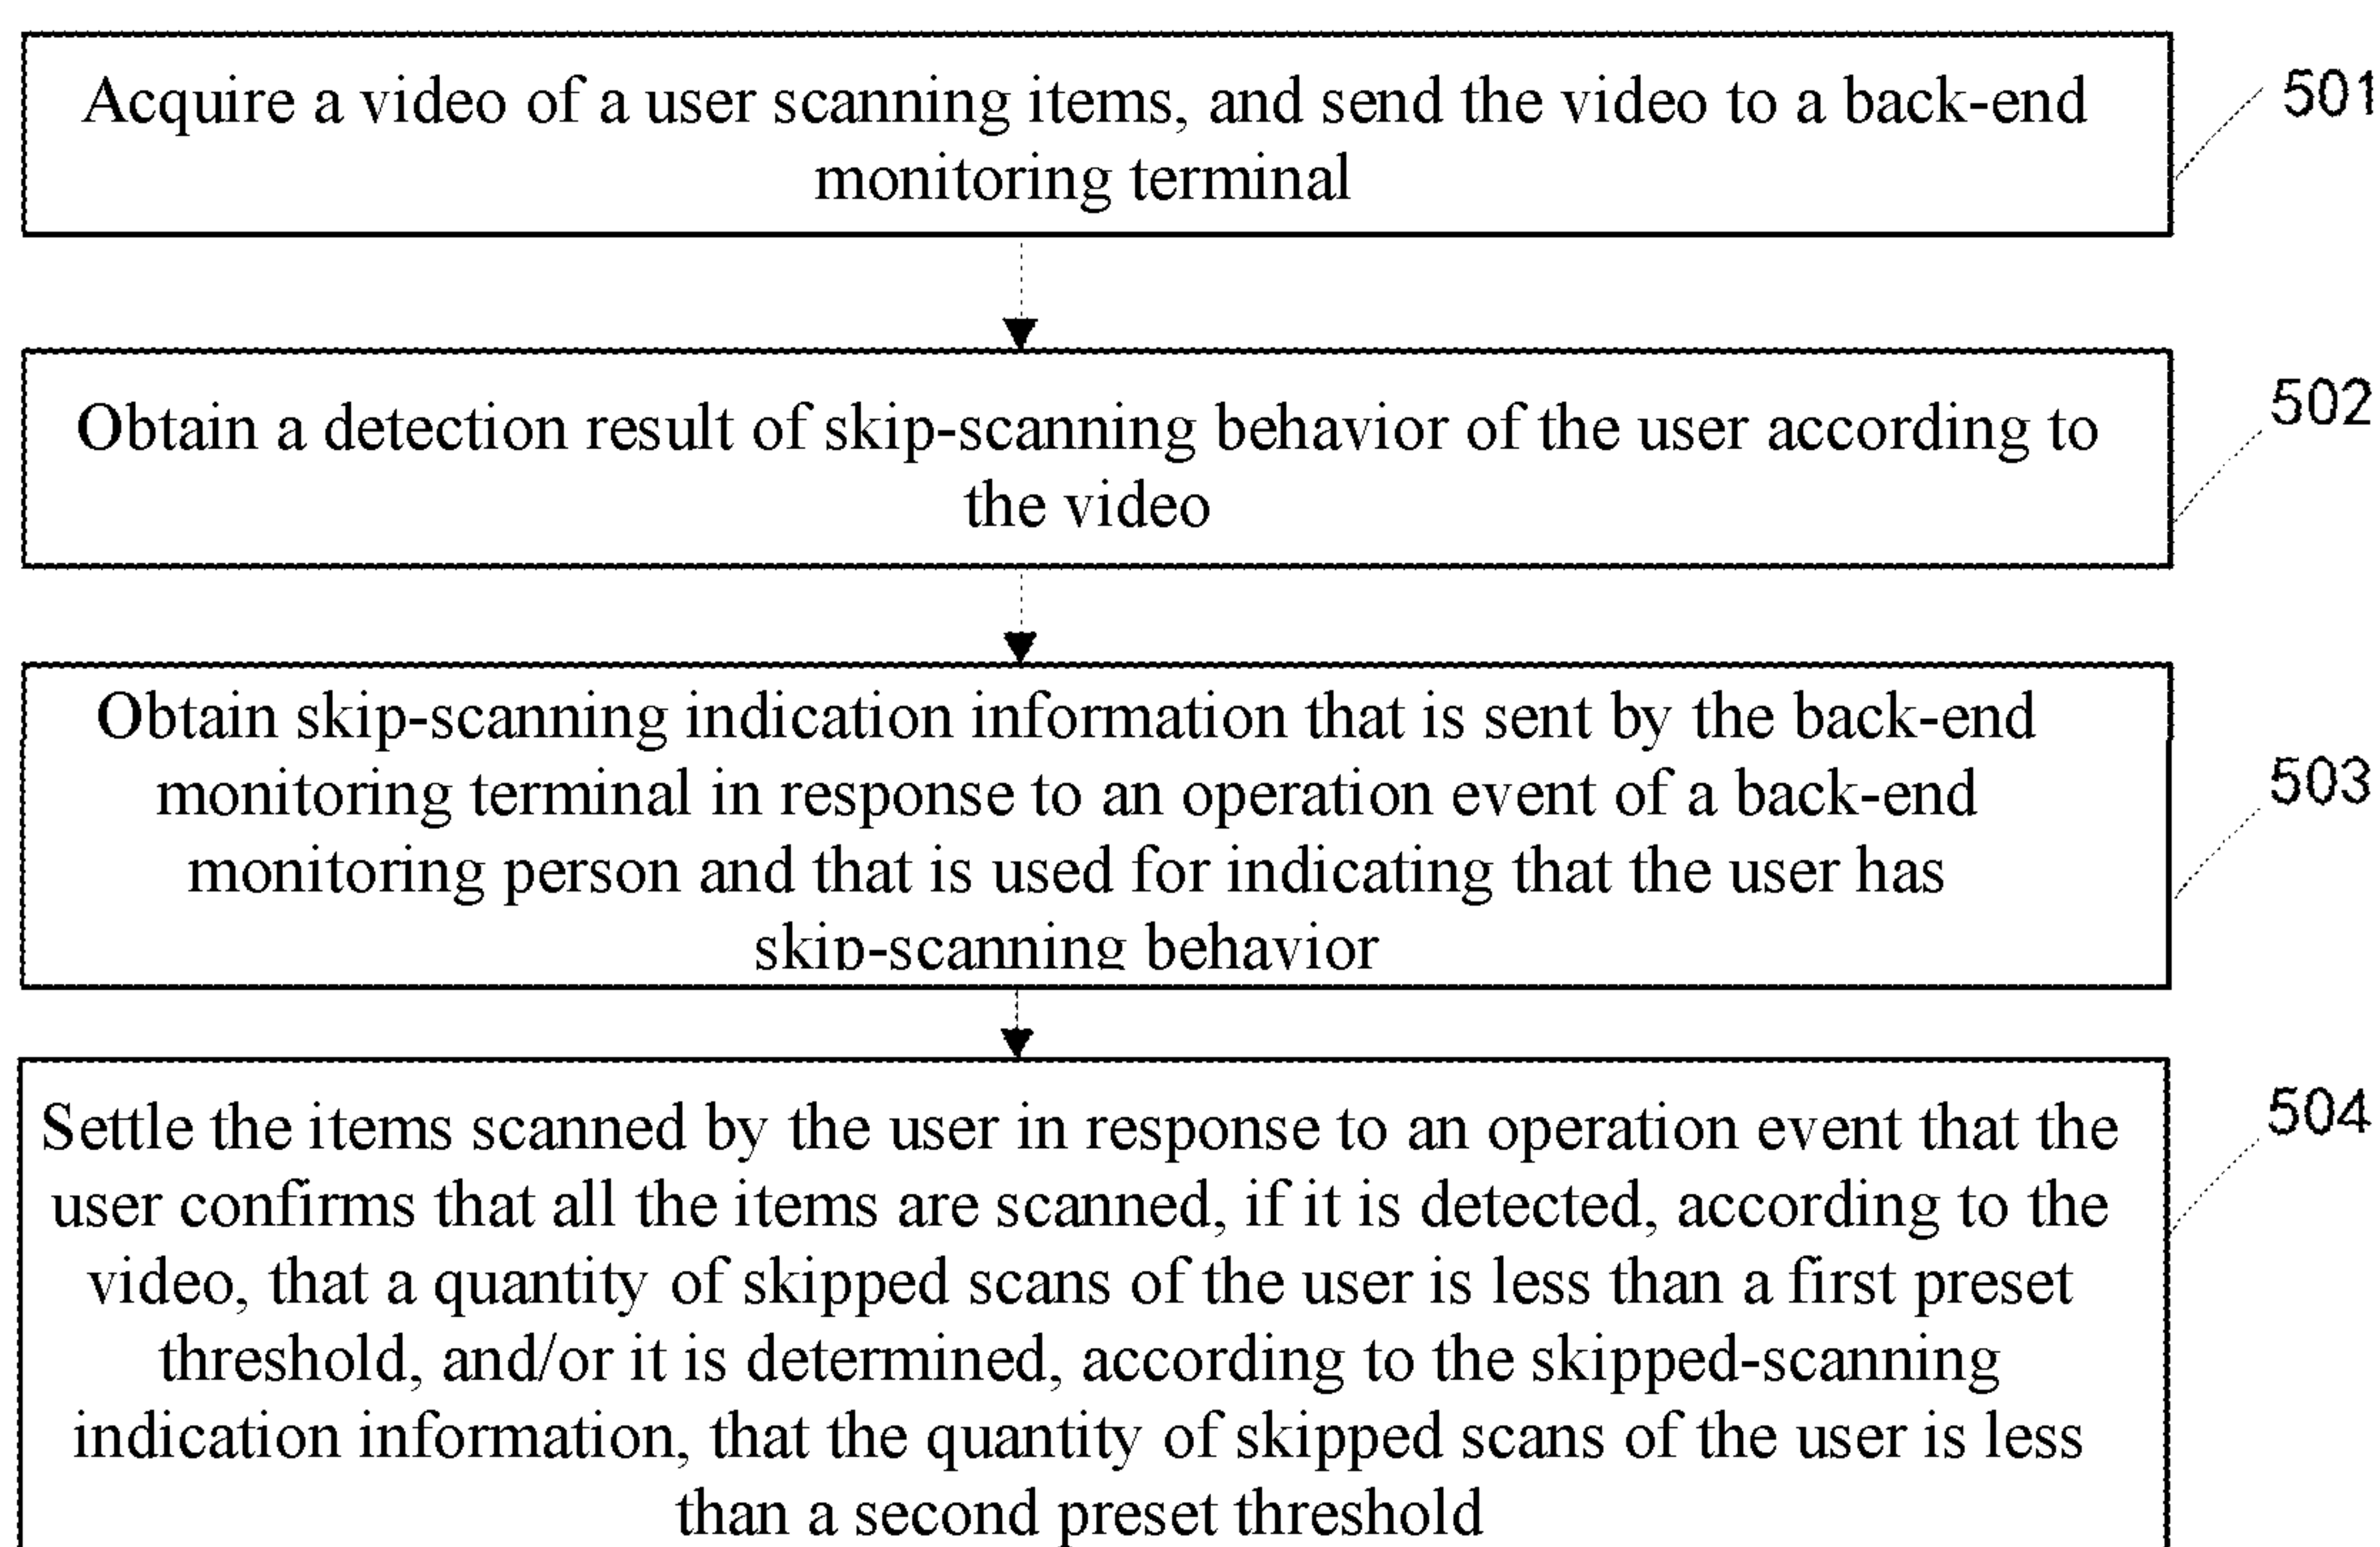 Acquire a video of a user scanning items, and send the video to a back-end
monitoring terminal
501
Obtain a detection result of skip-scanning behavior of the user according to
the video
502
Obtain skip-scanning indication information that is sent by the back-end
monitoring terminal in response to an operation event of a back-end
monitoring person and that is used for indicating that the user has
skip-scanning behavior
503
Settle the items scanned by the user in response to an operation event that the
user confirms that all the items are scanned, if it is detected, according to the
video, that a quantity of skipped scans of the user is less than a first preset
threshold, and/or it is determined, according to the skipped-scanning
indication information, that the quantity of skipped scans of the user is less
than a second preset threshold
504